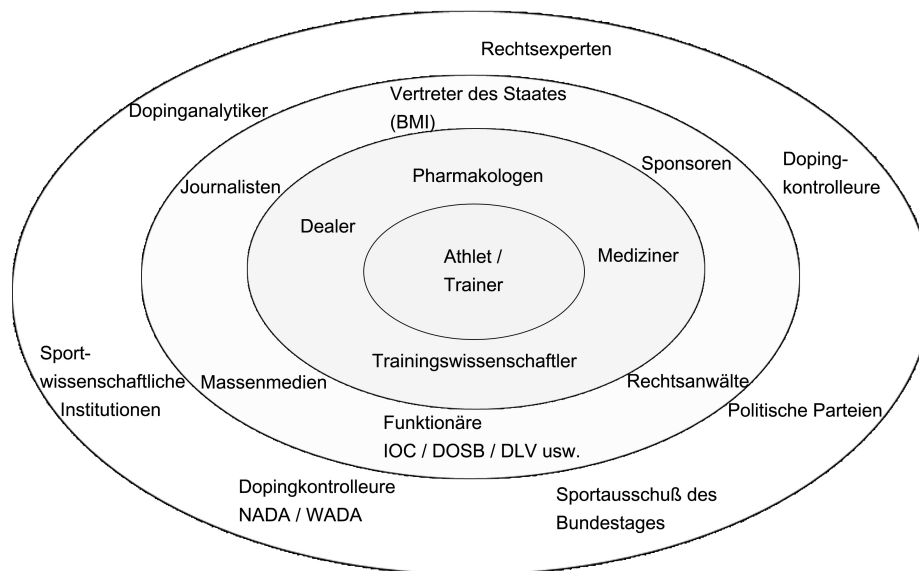 Rechtsexperten
Dopinganalytiker
Vertreter des Staates
(BMI)
Journalisten
Sponsoren
Doping-
kontrolleure
Pharmakologen
Dealer
Mediziner
Athlet /
Trainer
Sport-
wissenschaftliche
Institutionen
Massenmedien
Trainingswissenschaftler
Rechtsanwälte
Politische Parteien
Funktionäre
IOC / DOSB / DLV usw.
Dopingkontrolleure
NADA / WADA
Sportausschuß des
Bundestages